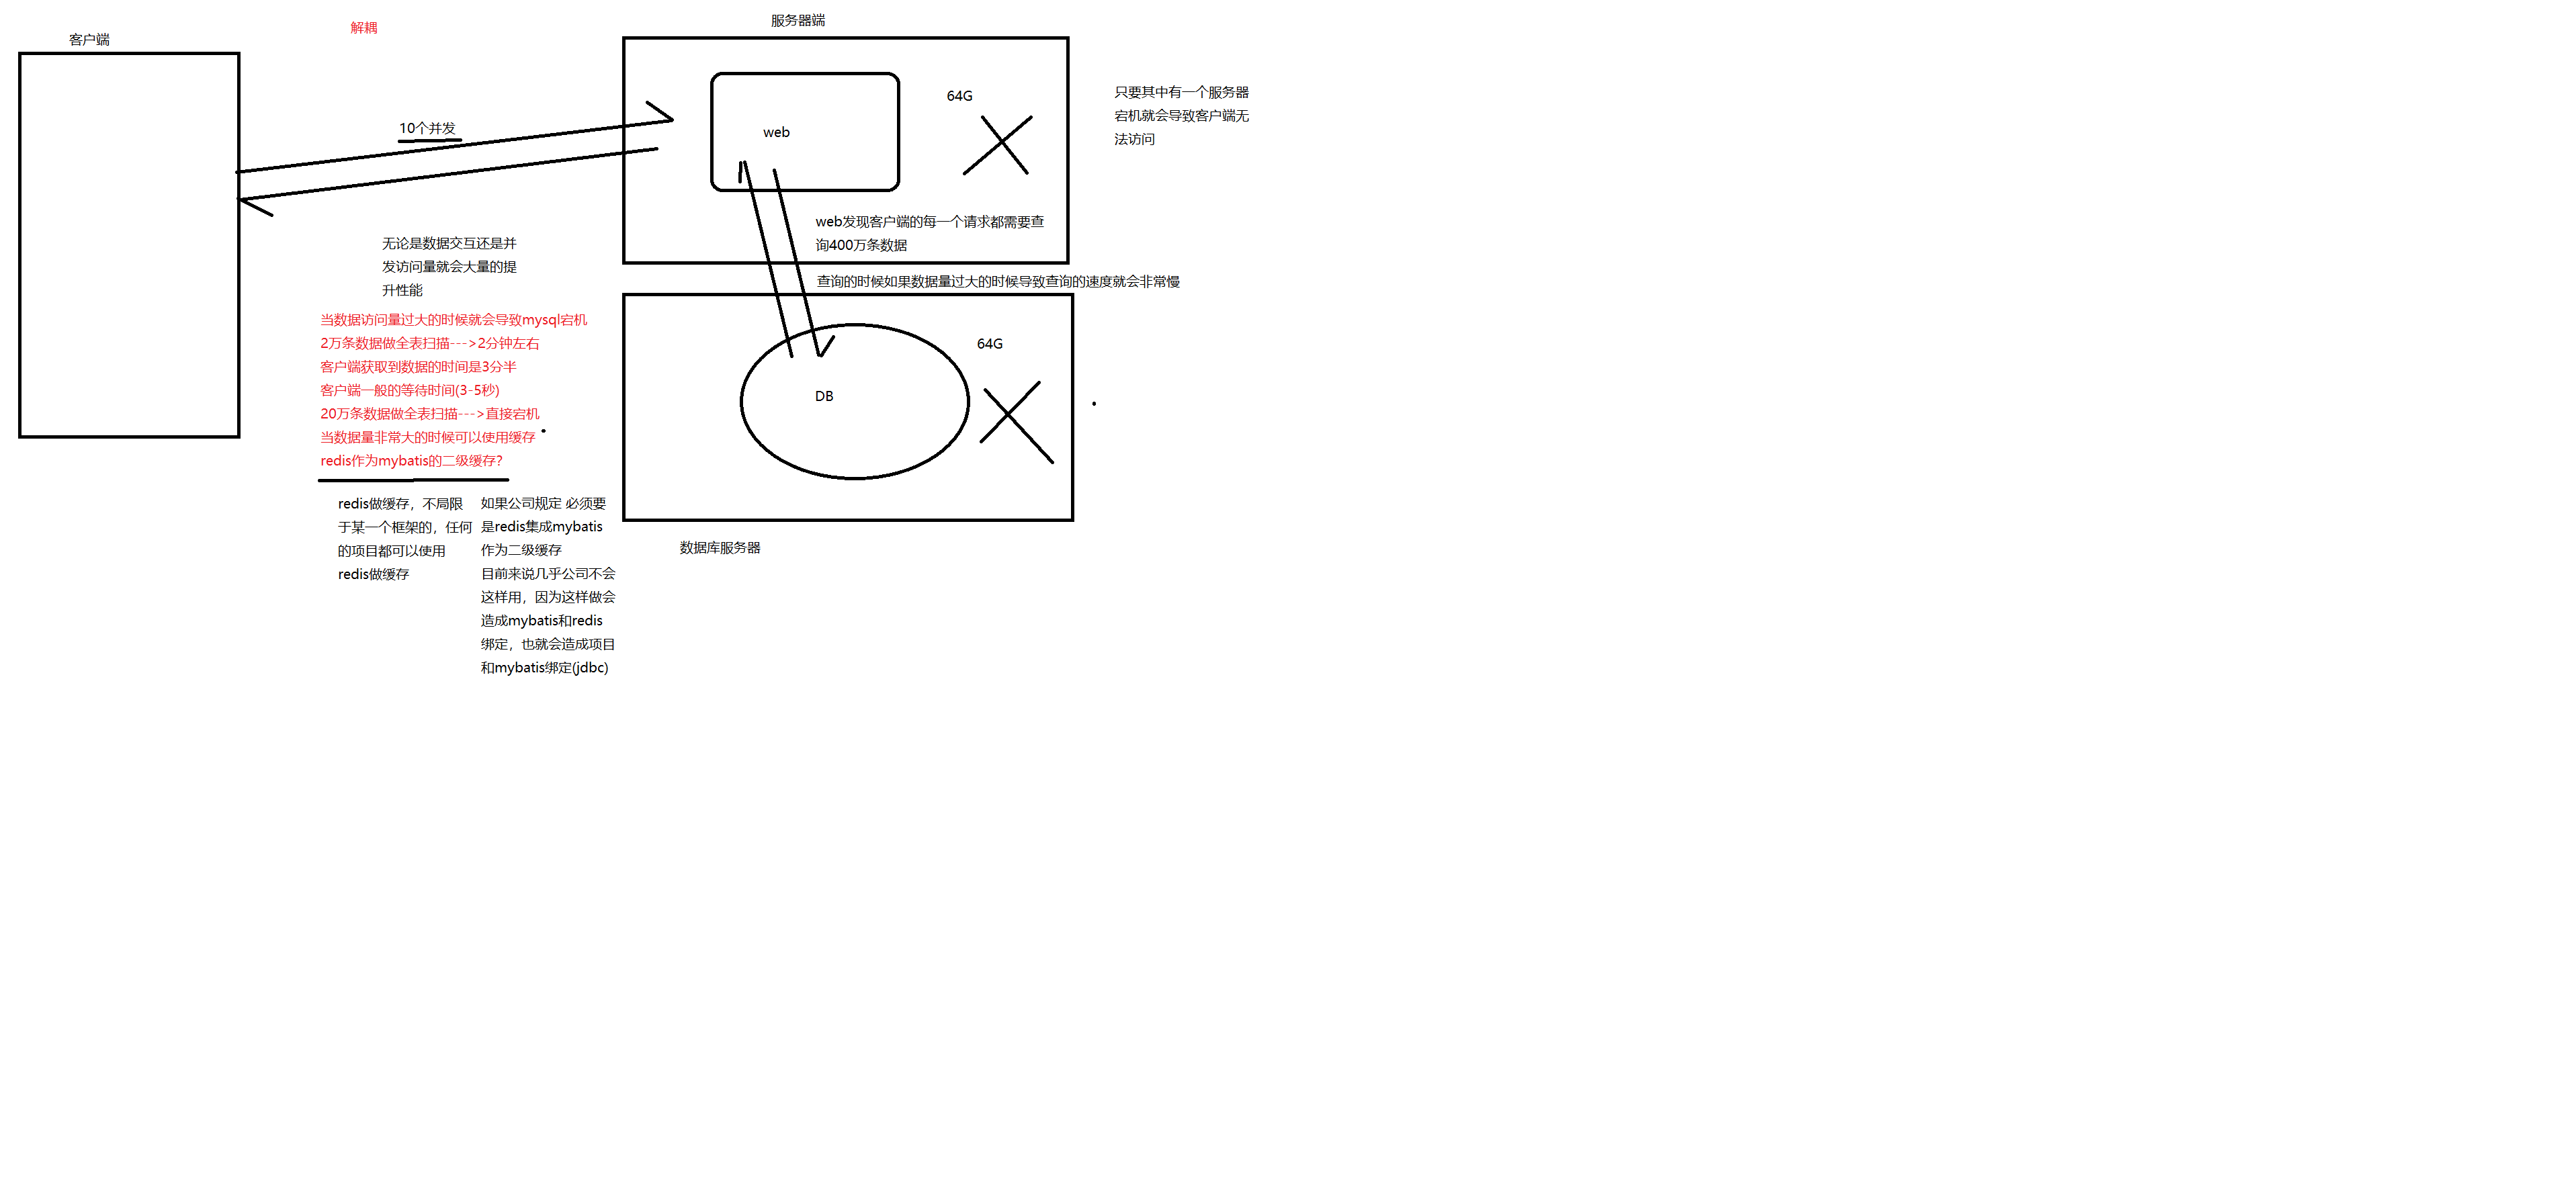 客户端
解耦
服务器端
10个并发
web
64G
只要其中有一个服务器
宕机就会导致客户端无
法访问
web发现客户端的每一个请求都需要查
询400万条数据
无论是数据交互还是并
发访问量就会大量的提
升性能
查询的时候如果数据量过大的时候导致查询的速度就会非常慢
当数据访问量过大的时候就会导致mysql宕机
2万条数据做全表扫描--->2分钟左右
客户端获取到数据的时间是3分半
客户端一般的等待时间(3-5秒)
20万条数据做全表扫描--->直接宕机
当数据量非常大的时候可以使用缓存
redis作为mybatis的二级缓存?
64G
DB
数据库服务器
redis做缓存，不局限
于某一个框架的，任何
的项目都可以使用
redis做缓存
如果公司规定 必须要
是redis集成mybatis
作为二级缓存
目前来说几乎公司不会
这样用，因为这样做会
造成mybatis和redis
绑定，也就会造成项目
和mybatis绑定(jdbc)